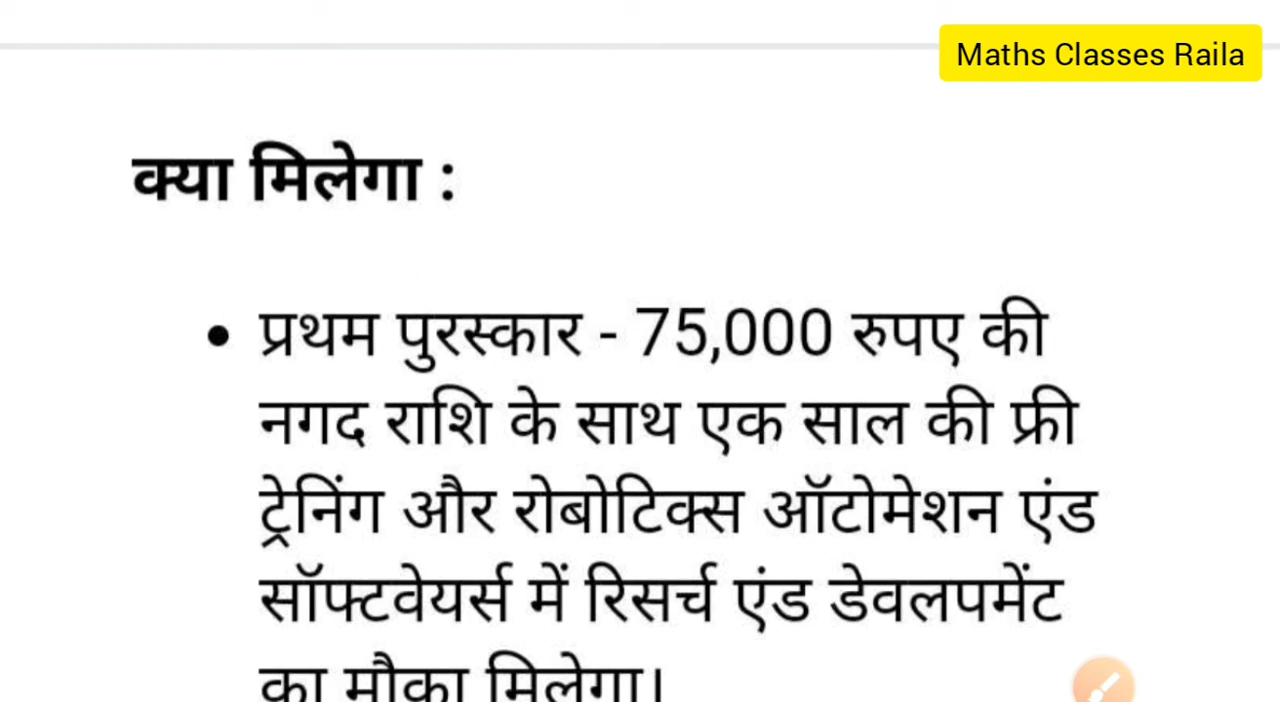 Maths Classes Raila
क्या मिलेगा :
• प्रथम पुरस्कार - 75,000 रुपए की
नगद राशि के साथ एक साल की फ्री
ट्रेनिंग और रोबोटिक्स ऑटोमेशन एंड
सॉफ्टवेयर्स में रिसर्च एंड डेवलपमेंट
का मौका मिलेगा।